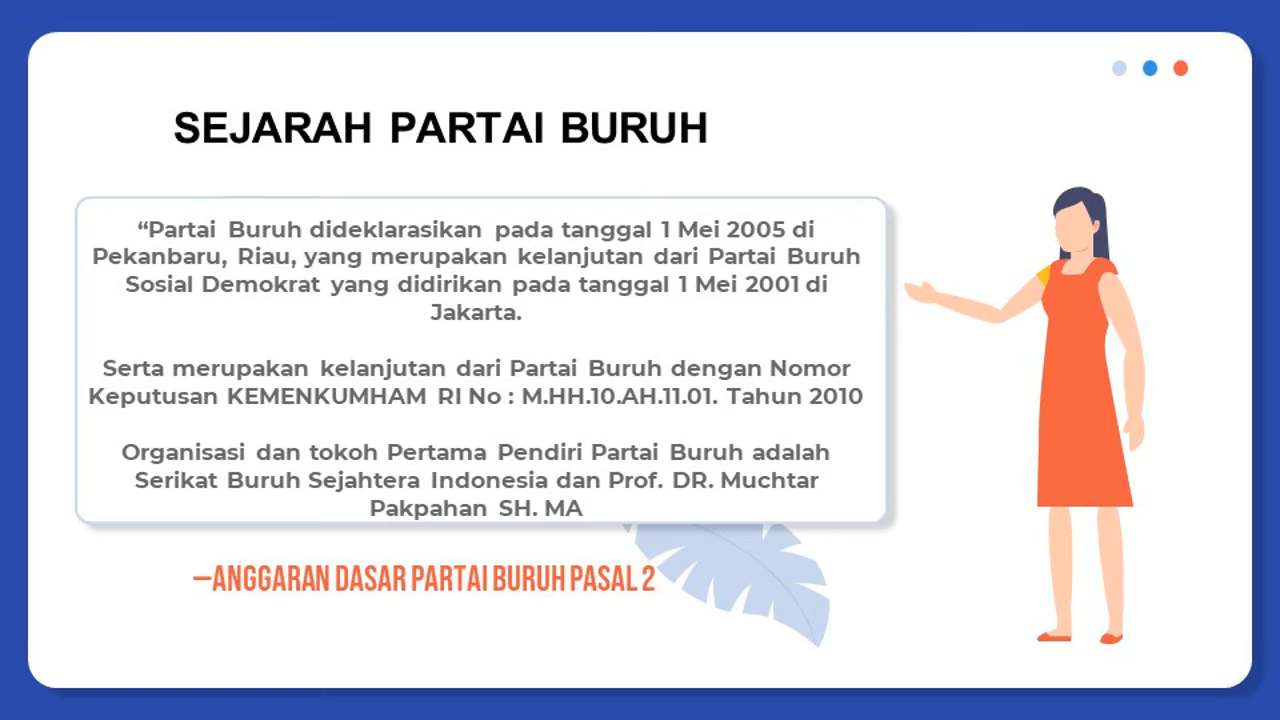 SEJARAH PARTAI BURUH
“Partai Buruh dideklarasikan pada tanggal 1 Mei 2005 di
Pekanbaru, Riau, yang merupakan kelanjutan dari Partai Buruh
Sosial Demokrat yang didirikan pada tanggal 1 Mei 2001 di
Jakarta.
Serta merupakan kelanjutan dari Partai Buruh dengan Nomor
Keputusan KEMENKUMHAM RI No : M.HH.10.AH.11.01. Tahun 2010
Organisasi dan tokoh Pertama Pendiri Partai Buruh adalah
Serikat Buruh Sejahtera Indonesia dan Prof. DR. Muchtar
Pakpahan SH. MA
—ANGGARAN DASAR PARTAI BURUH PASAL 2